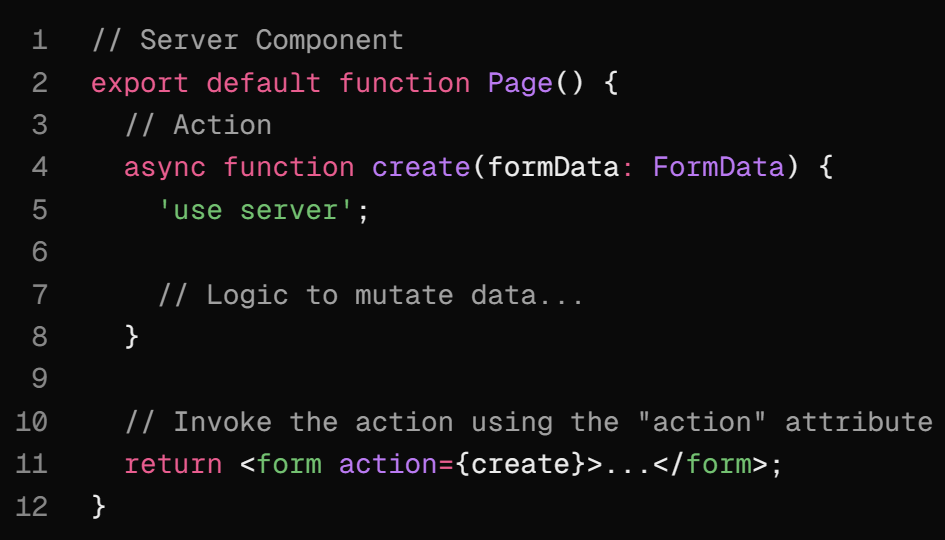 1 // Server Component
2 export default function Page() {
3   // Action
4   async function create(formData: FormData) {
5     'use server';
6
7     // Logic to mutate data...
8   }
9
10   // Invoke the action using the "action" attribute
11   return <form action={create}>...</form>;
12 }